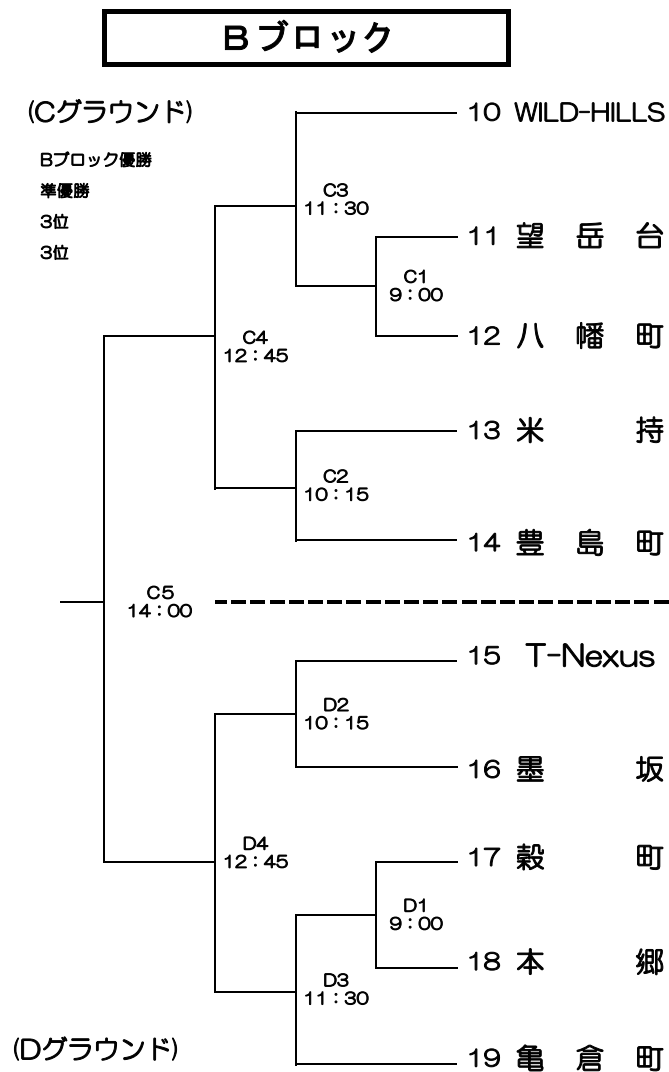 Bブロック
(Cグラウンド)
Bブロック優勝
準優勝
3位
3位
10 WILD-HILLS
C3
11：30
11 望岳台
C1
9：00
12 八幡町
C4
12：45
13 米持
C2
10：15
14 豊島町
C5
14：00
15 T-Nexus
D2
10：15
16 墨坂
D4
12：45
17 穀町
D1
9：00
18 本郷
D3
11：30
(Dグラウンド)
19 亀倉町